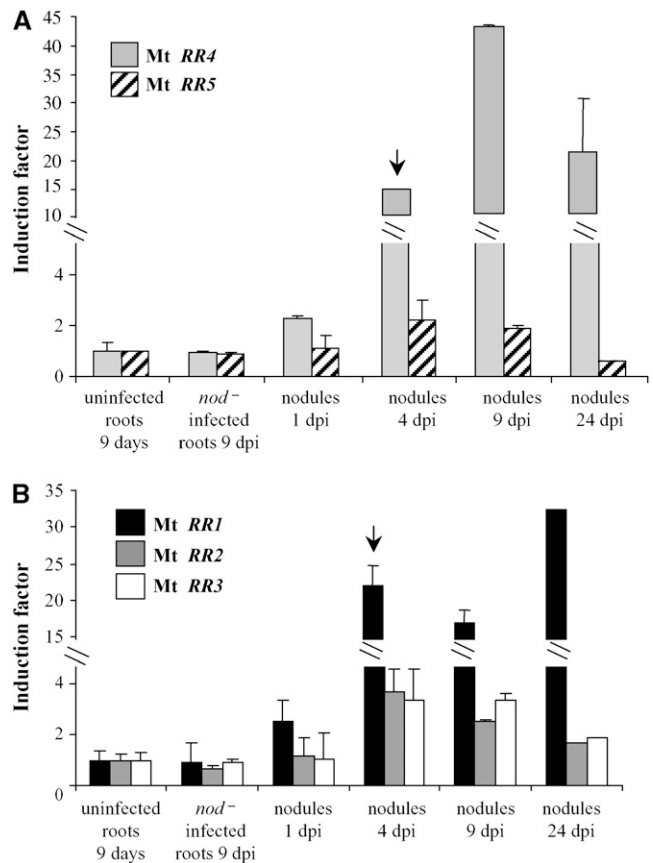 A
45
40
35
30
25
20
15
10
4
2
0
Induction factor
Mt RR4
Mt RR5
uninfected roots 9 days
nod⁻ infected roots 9 dpi
nodules 1 dpi
nodules 4 dpi
nodules 9 dpi
nodules 24 dpi
B
35
30
25
20
15
4
2
0
Induction factor
Mt RR1
Mt RR2
Mt RR3
uninfected roots 9 days
nod⁻ infected roots 9 dpi
nodules 1 dpi
nodules 4 dpi
nodules 9 dpi
nodules 24 dpi